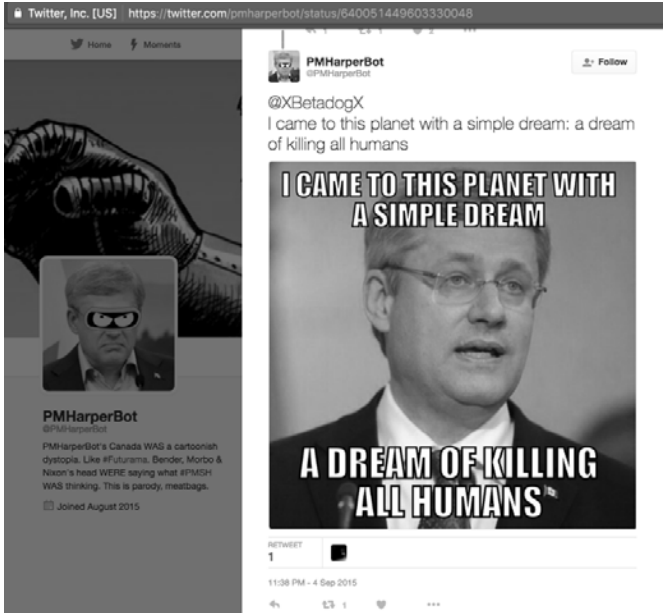 Twitter, Inc. [US] https://twitter.com/pmharperbot/status/640051449603330048
Home Moments
1 1 2
PMHarperBot
@PMHarperBot
Follow
@XBetadogX
I came to this planet with a simple dream: a dream
of killing all humans
I CAME TO THIS PLANET WITH
A SIMPLE DREAM
A DREAM OF KILLING
ALL HUMANS
PMHarperBot
@PMHarperBot
PMHarperBot's Canada WAS a cartoonish
dystopia. Like #Futurama. Bender, Morbo &
Nixon's head WERE saying what #PMSH
WAS thinking. This is parody, meatbags.
Joined August 2015
RETWEET
1
11:38 PM - 4 Sep 2015
1